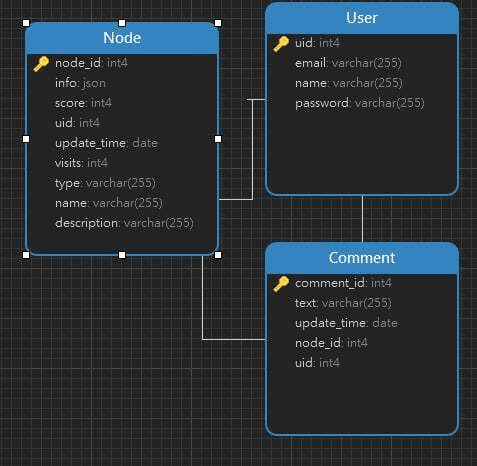 Node
node_id: int4
info: json
score: int4
uid: int4
update_time: date
visits: int4
type: varchar(255)
name: varchar(255)
description: varchar(255)
User
uid: int4
email: varchar(255)
name: varchar(255)
password: varchar(255)
Comment
comment_id: int4
text: varchar(255)
update_time: date
node_id: int4
uid: int4